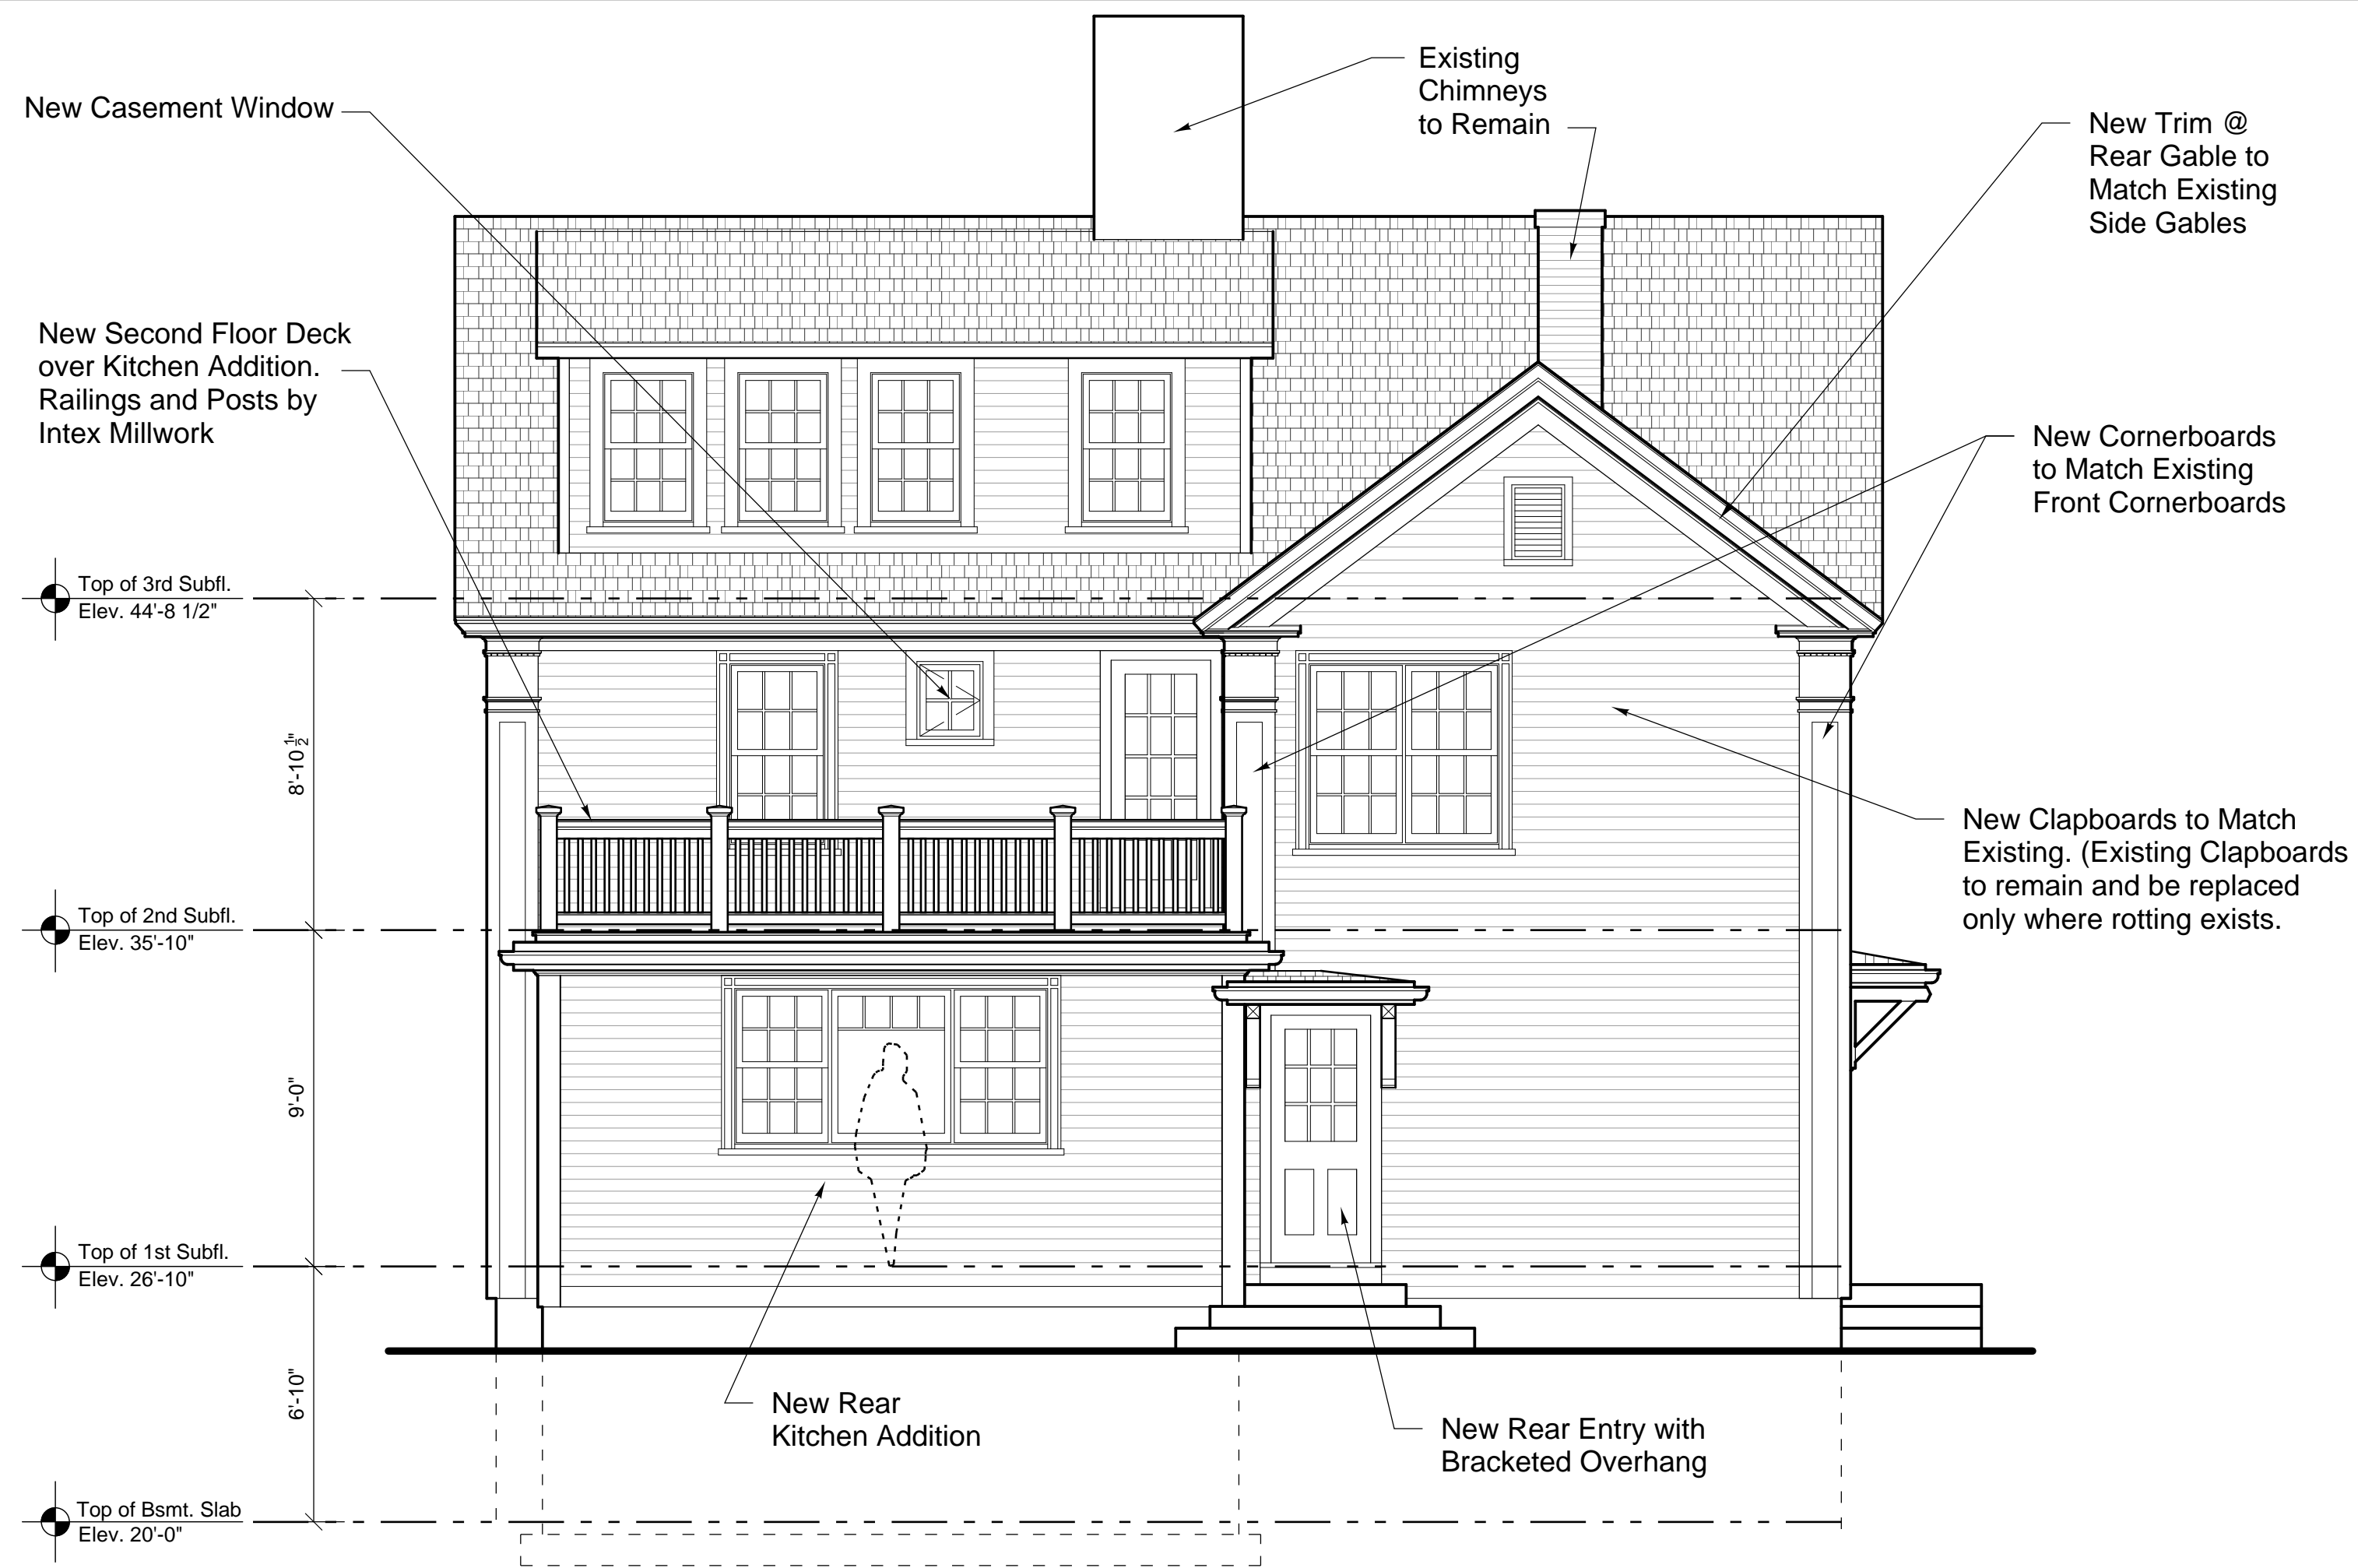 New Casement Window
Existing
Chimneys
to Remain
New Trim @
Rear Gable to
Match Existing
Side Gables
New Second Floor Deck
over Kitchen Addition.
Railings and Posts by
Intex Millwork
New Cornerboards
to Match Existing
Front Cornerboards
Top of 3rd Subfl.
Elev. 44'-8 1/2"
8'-10 1/2"
New Clapboards to Match
Existing. (Existing Clapboards
to remain and be replaced
only where rotting exists.
Top of 2nd Subfl.
Elev. 35'-10"
9'-0"
Top of 1st Subfl.
Elev. 26'-10"
6'-10"
New Rear
Kitchen Addition
New Rear Entry with
Bracketed Overhang
Top of Bsmt. Slab
Elev. 20'-0"